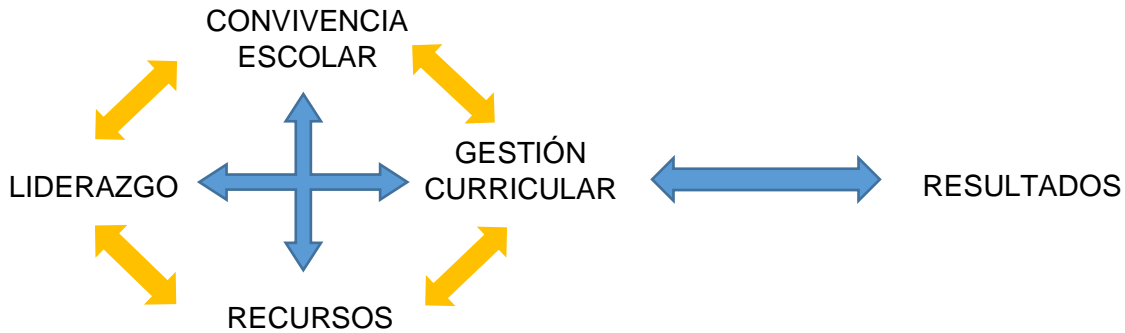 CONVIVENCIA
ESCOLAR
LIDERAZGO
GESTIÓN
CURRICULAR
RESULTADOS
RECURSOS